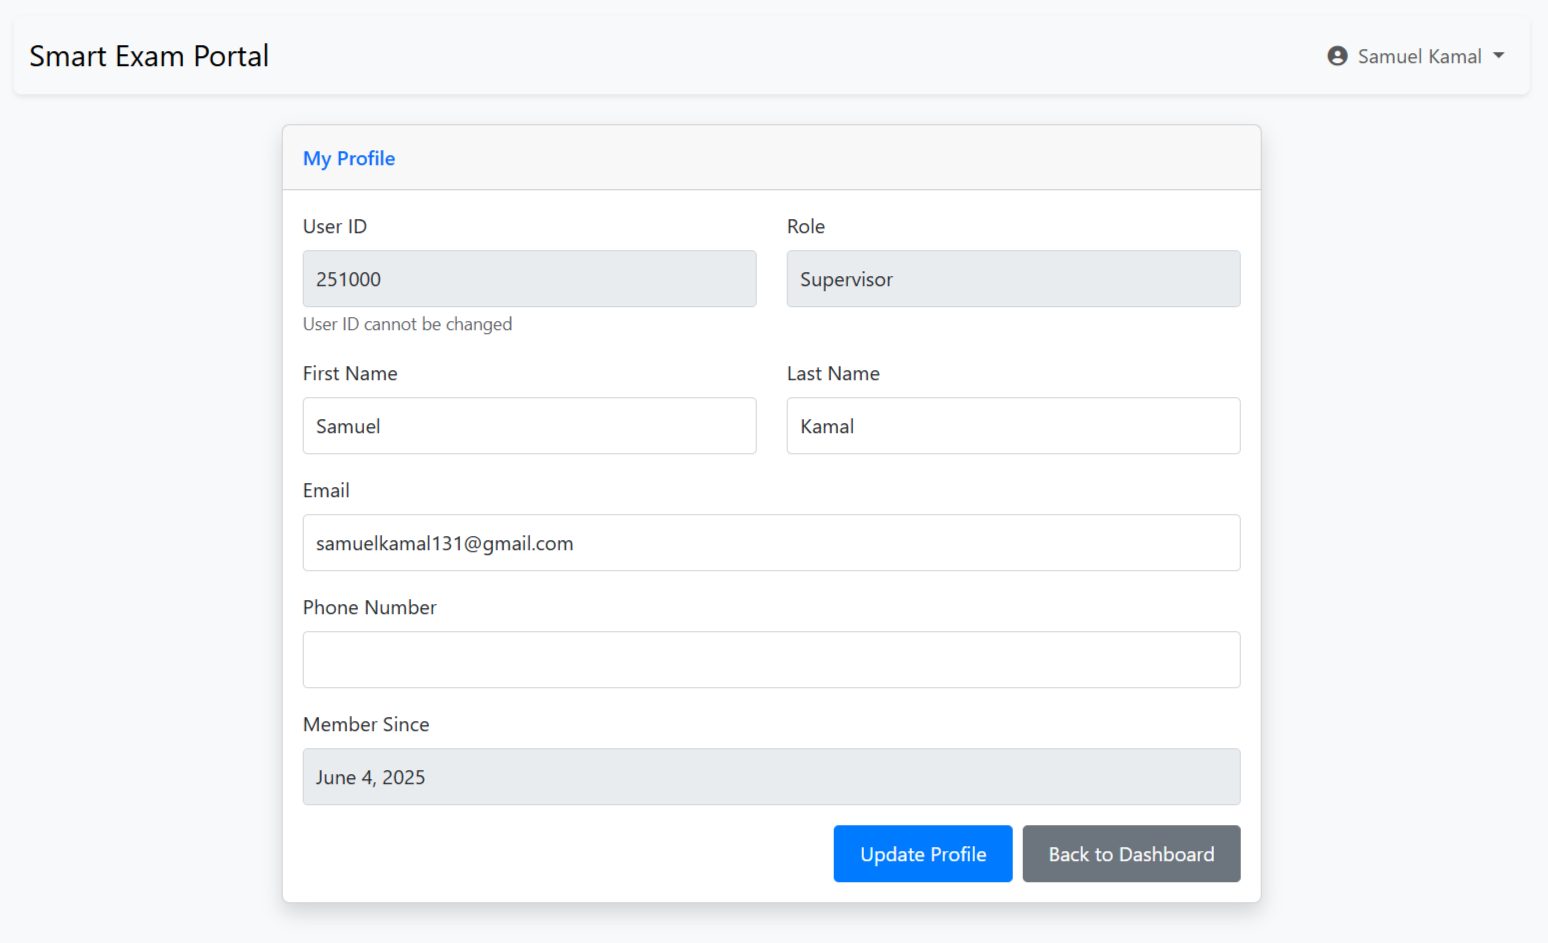 Smart Exam Portal
Samuel Kamal
My Profile
User ID
Role
251000
Supervisor
User ID cannot be changed
First Name
Last Name
Samuel
Kamal
Email
samuelkamal131@gmail.com
Phone Number
Member Since
June 4, 2025
Update Profile
Back to Dashboard